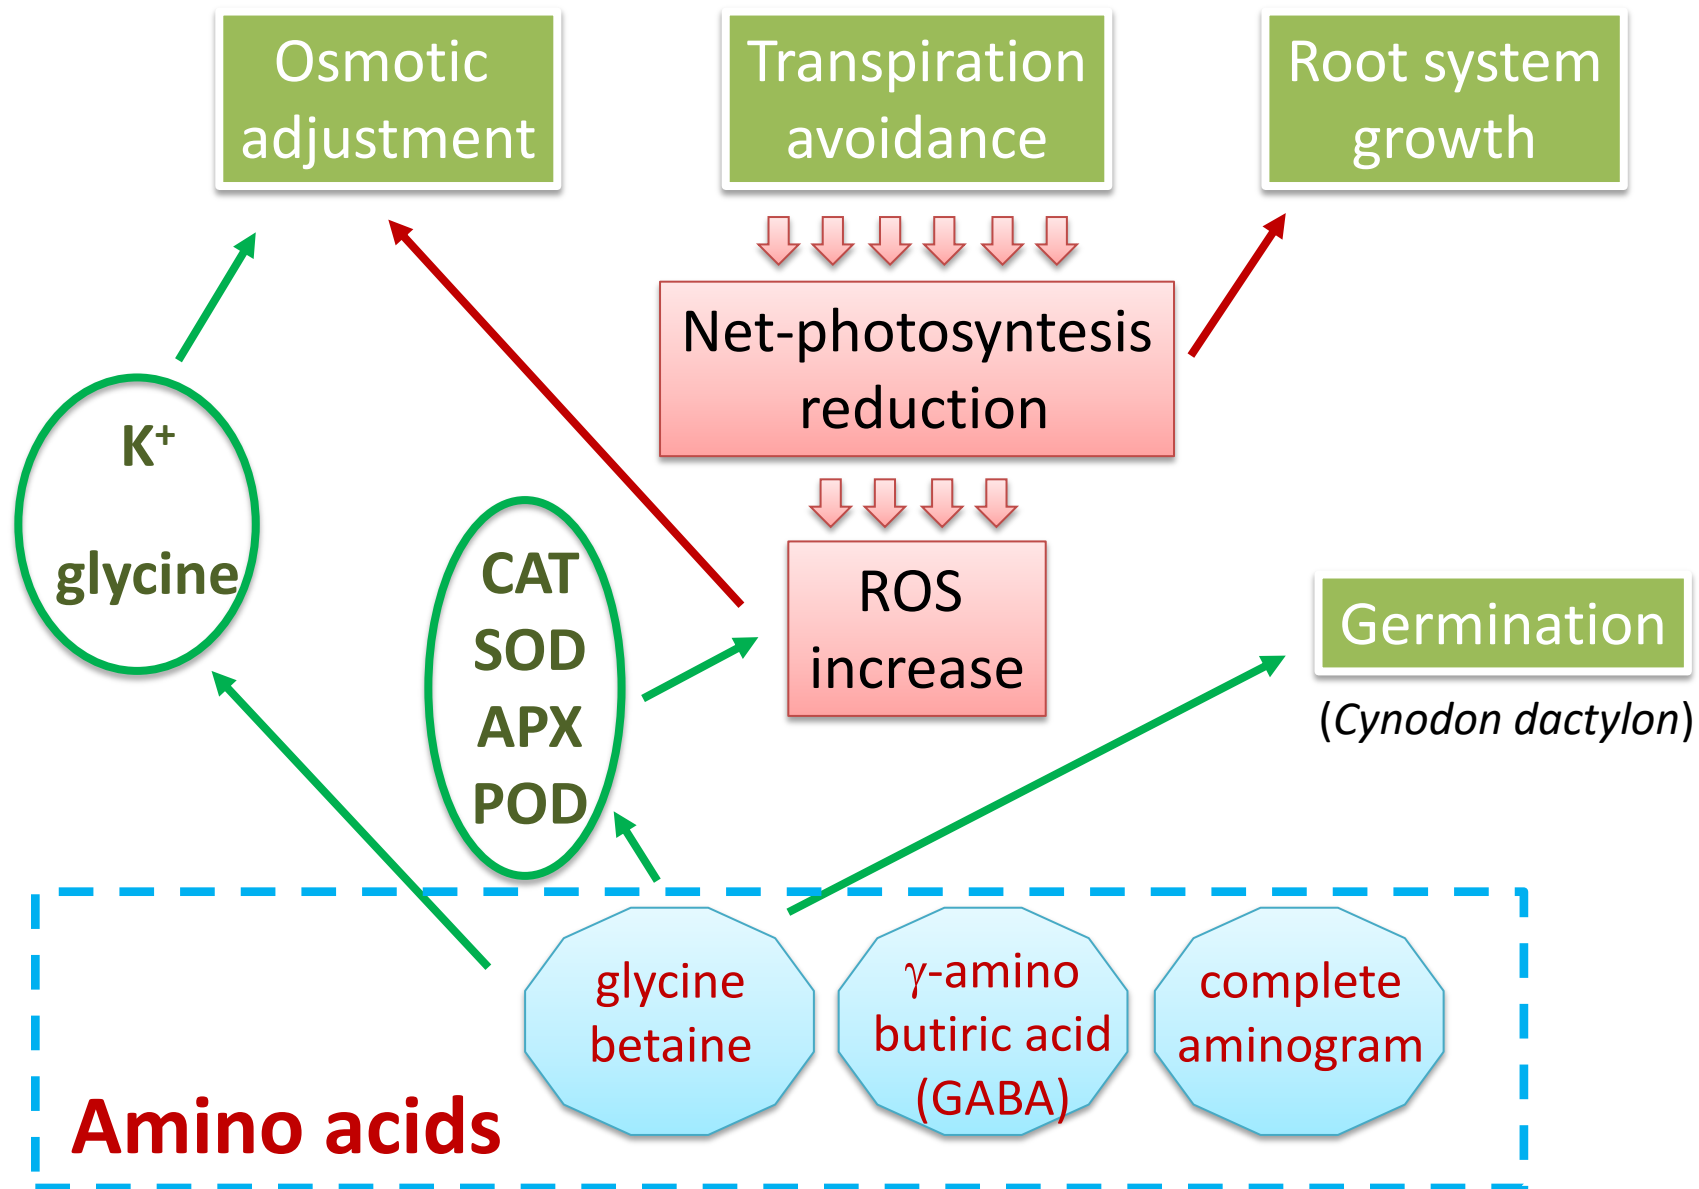 Osmotic
adjustment
Transpiration
avoidance
Root system
growth
Net-photosyntesis
reduction
K⁺
glycine
CAT
SOD
APX
POD
ROS
increase
Germination
(Cynodon dactylon)
glycine
betaine
γ-amino
butiric acid
(GABA)
complete
aminogram
Amino acids